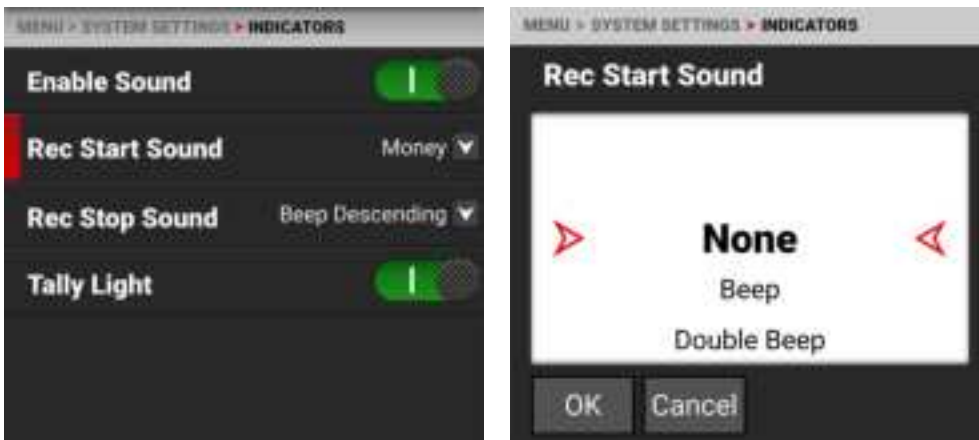 MENU > SYSTEM SETTINGS > INDICATORS
Enable Sound
Rec Start Sound Money
Rec Stop Sound Beep Descending
Tally Light
MENU > SYSTEM SETTINGS > INDICATORS
Rec Start Sound
None
Beep
Double Beep
OK Cancel